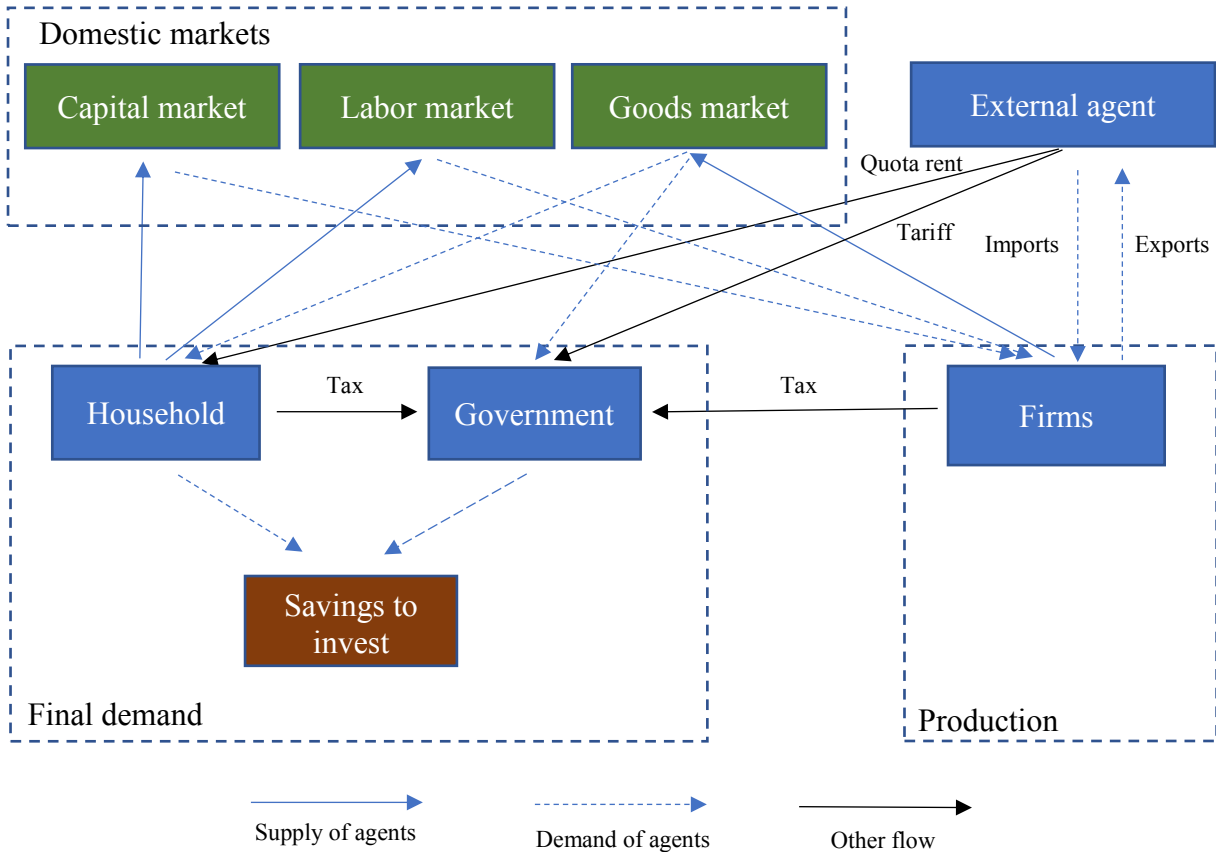 Domestic markets
Capital market
Labor market
Goods market
External agent
Quota rent
Tariff
Imports
Exports
Household
Tax
Government
Tax
Firms
Savings to
invest
Final demand
Production
Supply of agents
Demand of agents
Other flow